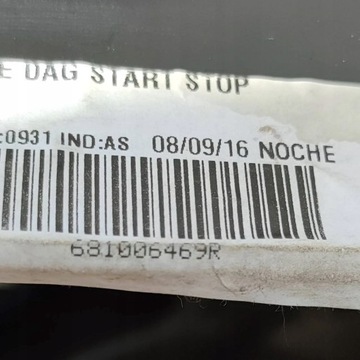 DAG START STOP
:0931 IND:AS 08/09/16 NOCHE
681006469R